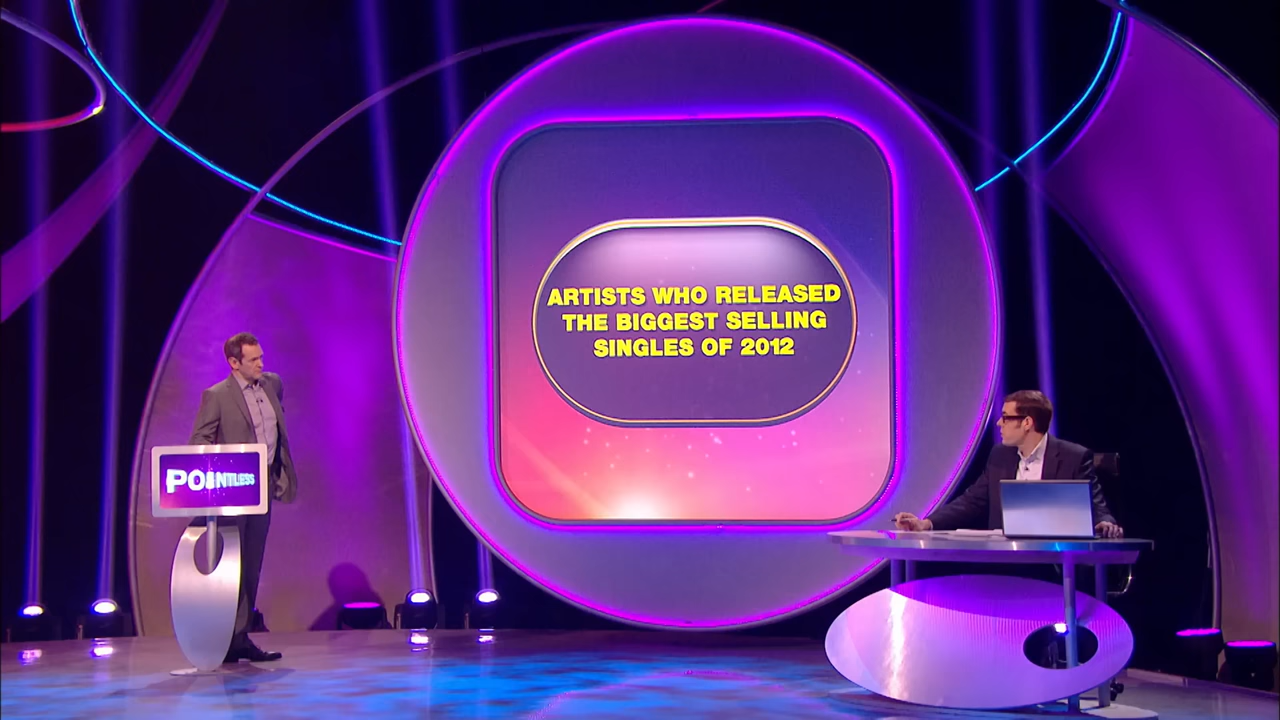 ARTISTS WHO RELEASED
THE BIGGEST SELLING
SINGLES OF 2012
POINTLESS